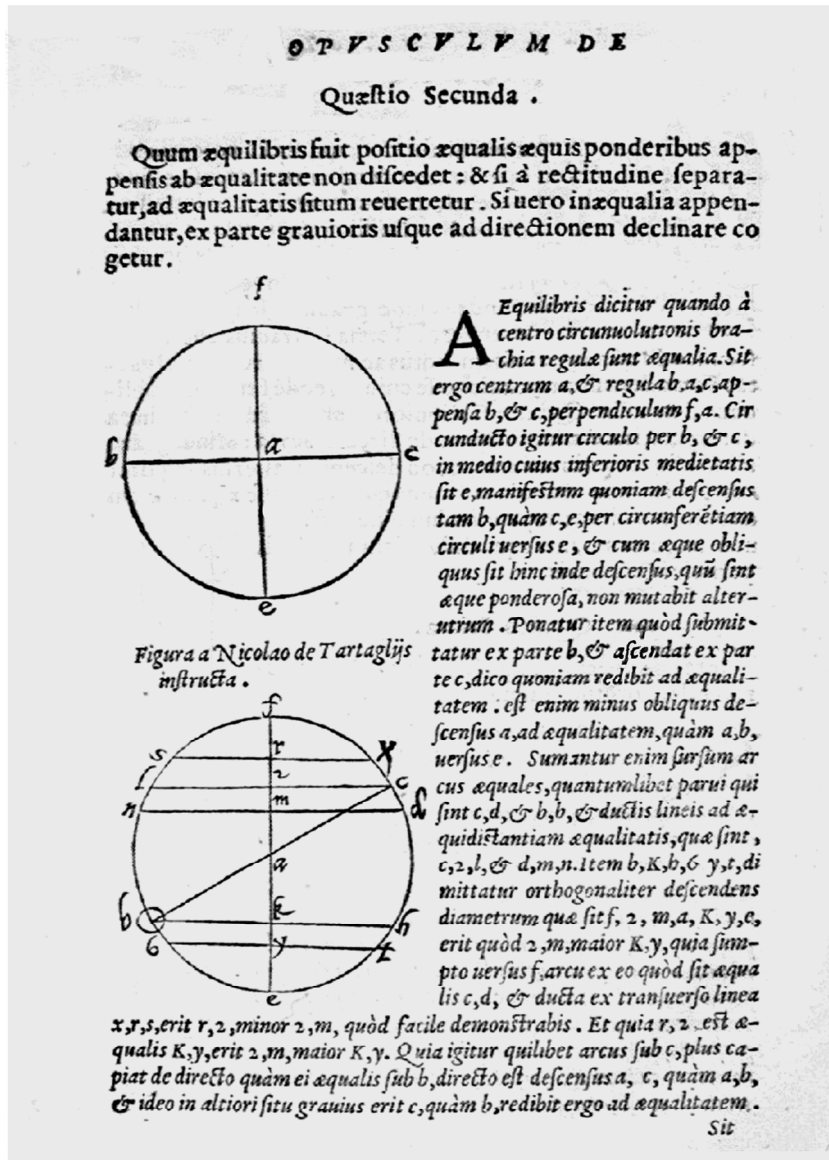 OPVSCVLVM DE
Quæstio Secunda.
Quum æquilibris fuit positio æqualis æquis ponderibus ap-
pensis ab æqualitate non discedet: & si à rectitudine separa-
tur, ad æqualitatis situm reuertetur. Si uero inæqualia appen-
dantur, ex parte grauioris usque ad directionem declinare co
getur.
f
b
a
c
e
Figura a Nicolao de Tartaglijs
instructa.
f
s r x
l 2 c
n m d
a
b k h
6 y t
e
AEquilibris dicitur quando à
centro circunuolutionis bra-
chia regulæ sunt æqualia. Sit
ergo centrum a, & regula b, a, c, ap-
pensa b, & c, perpendiculum f, a. Cir
cunducto igitur circulo per b, & c,
in medio cuius inferioris medietatis
sit e, manifestnm quoniam descensus
tam b, quàm c, e, per circunferẽtiam
circuli uersus e, & cum æque obli-
quus sit hinc inde descensus, quũ sint
æque ponderosa, non mutabit alter-
utrum. Ponatur item quòd submit-
tatur ex parte b, & ascendat ex par
te c, dico quoniam redibit ad æquali-
tatem. est enim minus obliquus de-
scensus a, ad æqualitatem, quàm a, b,
uersus e. Sumantur enim sursum ar
cus æquales, quantumlibet parui qui
sint c, d, & b, b, & ductis lineis ad æ-
quidistantiam æqualitatis, quæ sint,
c, 2, l, & d, m, n. Item b, K, h, 6 y, t, di
mittatur orthogonaliter descendens
diametrum quæ sit f, 2, m, a, K, y, e,
erit quòd 2, m, maior K, y, quia sum-
pto uersus f, arcu ex eo quòd sit æqua
lis c, d, & ducta ex transuerso linea
x, r, s, erit r, 2, minor 2, m, quòd facile demonstrabis. Et quia r, 2 est æ-
qualis K, y, erit 2, m, maior K, y. Quia igitur quilibet arcus sub c, plus ca-
piat de directo quàm ei æqualis sub b, directo est descensus a, c, quàm a, b,
& ideo in altiori situ grauius erit c, quàm b, redibit ergo ad æqualitatem.
Sit